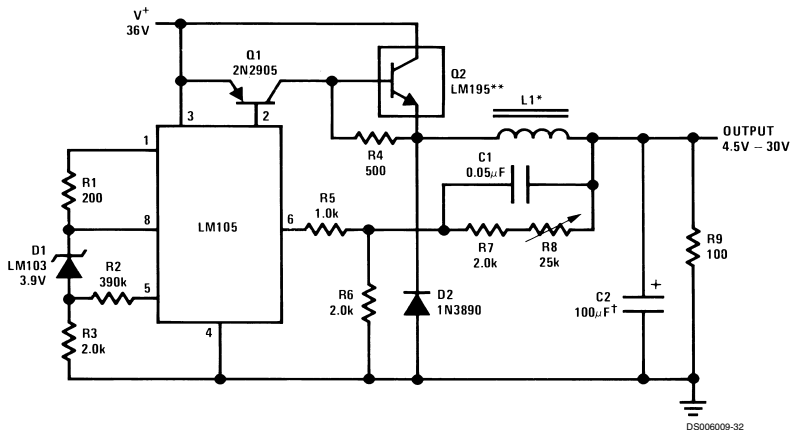 V+
36V
Q1
2N2905
Q2
LM195**
L1*
OUTPUT
4.5V – 30V
3
2
1
R4
500
C1
0.05μF
R1
200
R5
1.0k
8
LM105
6
R7
2.0k
R8
25k
R9
100
D1
LM103
3.9V
R2
390k
5
R6
2.0k
D2
1N3890
+
C2
100μF†
R3
2.0k
4
DS006009-32